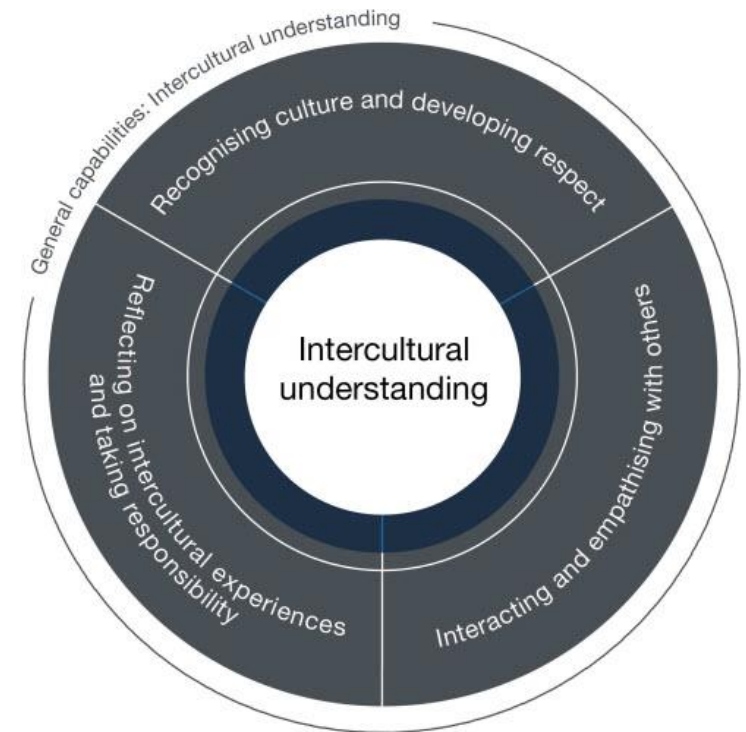 General capabilities: Intercultural understanding
Recognising culture and developing respect
Interacting and empathising with others
Reflecting on intercultural experiences
and taking responsibility
Intercultural
understanding